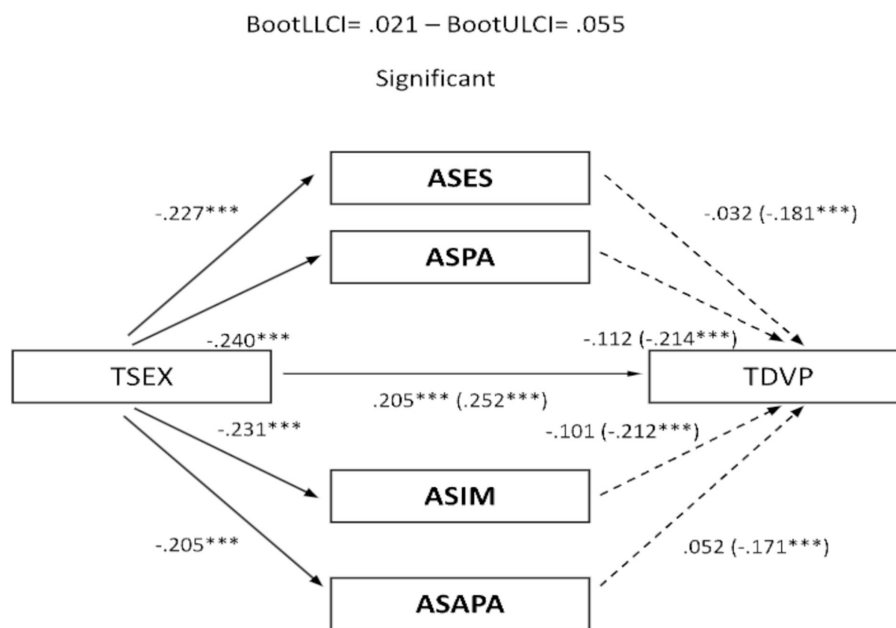 BootLLCI= .021 – BootULCI= .055
Significant
ASES
-.227***
-.032 (-.181***)
ASPA
-.240***
-.112 (-.214***)
TSEX
TDVP
.205*** (.252***)
-.231***
-.101 (-.212***)
ASIM
-.205***
.052 (-.171***)
ASAPA